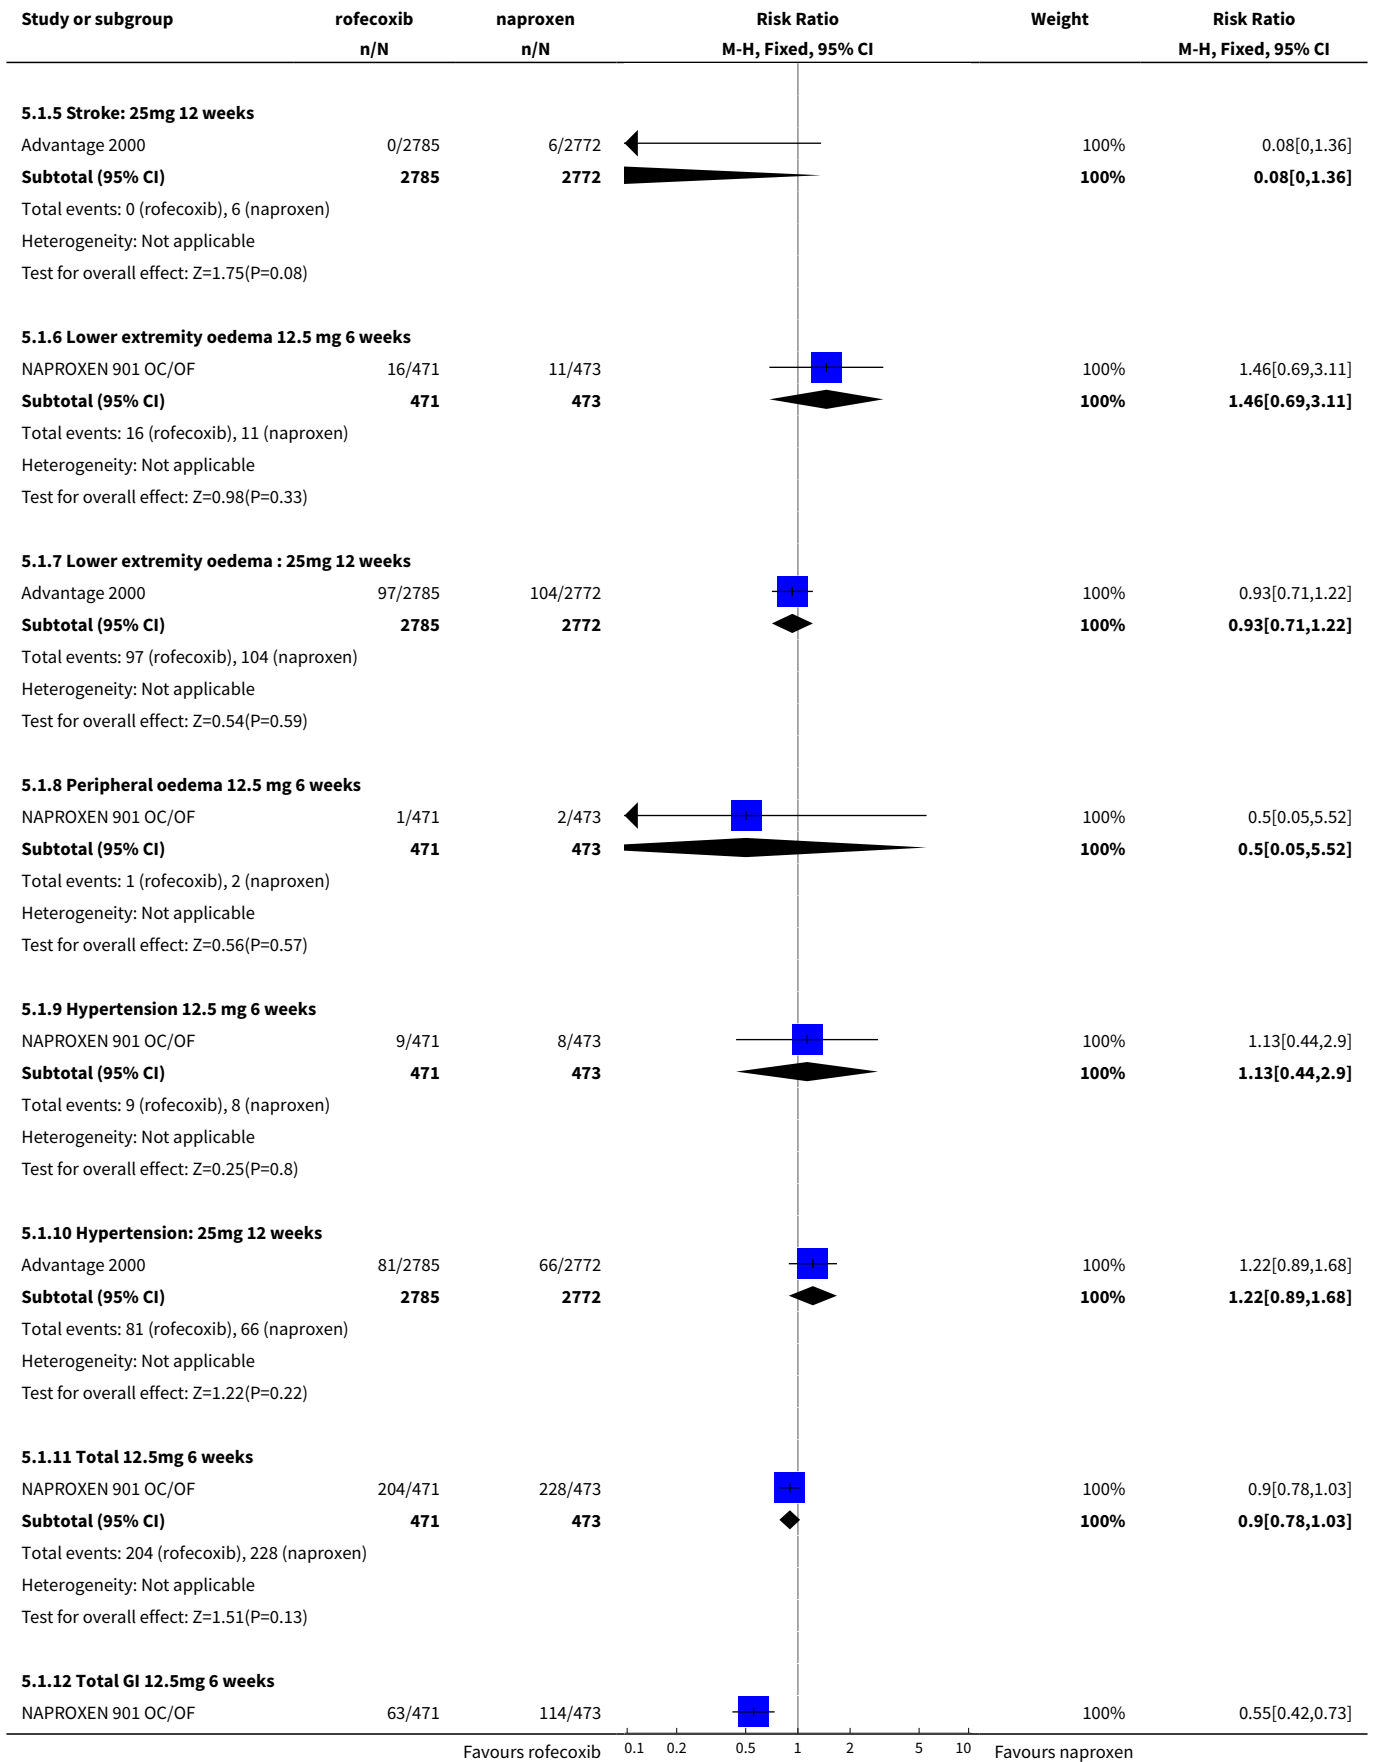 Study or subgroup rofecoxib naproxen Risk Ratio Weight Risk Ratio
n/N n/N M-H, Fixed, 95% CI M-H, Fixed, 95% CI
5.1.5 Stroke: 25mg 12 weeks
Advantage 2000 0/2785 6/2772 100% 0.08[0,1.36]
Subtotal (95% CI) 2785 2772 100% 0.08[0,1.36]
Total events: 0 (rofecoxib), 6 (naproxen)
Heterogeneity: Not applicable
Test for overall effect: Z=1.75(P=0.08)
5.1.6 Lower extremity oedema 12.5 mg 6 weeks
NAPROXEN 901 OC/OF 16/471 11/473 100% 1.46[0.69,3.11]
Subtotal (95% CI) 471 473 100% 1.46[0.69,3.11]
Total events: 16 (rofecoxib), 11 (naproxen)
Heterogeneity: Not applicable
Test for overall effect: Z=0.98(P=0.33)
5.1.7 Lower extremity oedema : 25mg 12 weeks
Advantage 2000 97/2785 104/2772 100% 0.93[0.71,1.22]
Subtotal (95% CI) 2785 2772 100% 0.93[0.71,1.22]
Total events: 97 (rofecoxib), 104 (naproxen)
Heterogeneity: Not applicable
Test for overall effect: Z=0.54(P=0.59)
5.1.8 Peripheral oedema 12.5 mg 6 weeks
NAPROXEN 901 OC/OF 1/471 2/473 100% 0.5[0.05,5.52]
Subtotal (95% CI) 471 473 100% 0.5[0.05,5.52]
Total events: 1 (rofecoxib), 2 (naproxen)
Heterogeneity: Not applicable
Test for overall effect: Z=0.56(P=0.57)
5.1.9 Hypertension 12.5 mg 6 weeks
NAPROXEN 901 OC/OF 9/471 8/473 100% 1.13[0.44,2.9]
Subtotal (95% CI) 471 473 100% 1.13[0.44,2.9]
Total events: 9 (rofecoxib), 8 (naproxen)
Heterogeneity: Not applicable
Test for overall effect: Z=0.25(P=0.8)
5.1.10 Hypertension: 25mg 12 weeks
Advantage 2000 81/2785 66/2772 100% 1.22[0.89,1.68]
Subtotal (95% CI) 2785 2772 100% 1.22[0.89,1.68]
Total events: 81 (rofecoxib), 66 (naproxen)
Heterogeneity: Not applicable
Test for overall effect: Z=1.22(P=0.22)
5.1.11 Total 12.5mg 6 weeks
NAPROXEN 901 OC/OF 204/471 228/473 100% 0.9[0.78,1.03]
Subtotal (95% CI) 471 473 100% 0.9[0.78,1.03]
Total events: 204 (rofecoxib), 228 (naproxen)
Heterogeneity: Not applicable
Test for overall effect: Z=1.51(P=0.13)
5.1.12 Total GI 12.5mg 6 weeks
NAPROXEN 901 OC/OF 63/471 114/473 100% 0.55[0.42,0.73]
Favours rofecoxib 0.1 0.2 0.5 1 2 5 10 Favours naproxen